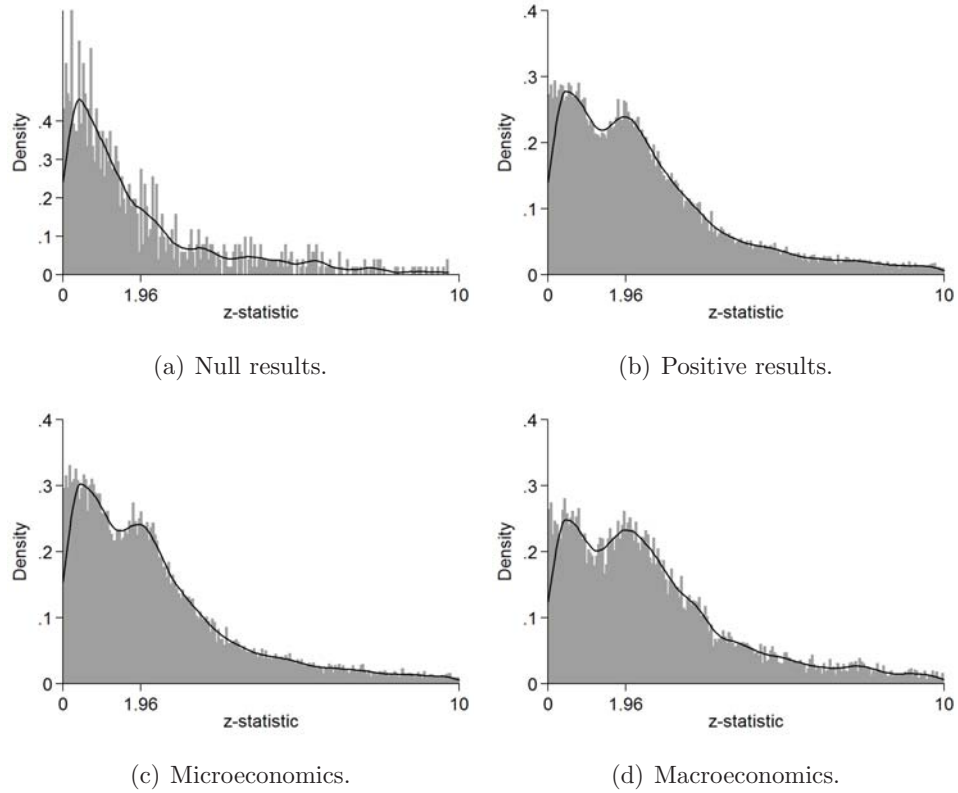 Density
.4
.3
.2
.1
0
0
1.96
10
z-statistic
(a) Null results.
Density
.4
.3
.2
.1
0
0
1.96
10
z-statistic
(b) Positive results.
Density
.4
.3
.2
.1
0
0
1.96
10
z-statistic
(c) Microeconomics.
Density
.4
.3
.2
.1
0
0
1.96
10
z-statistic
(d) Macroeconomics.